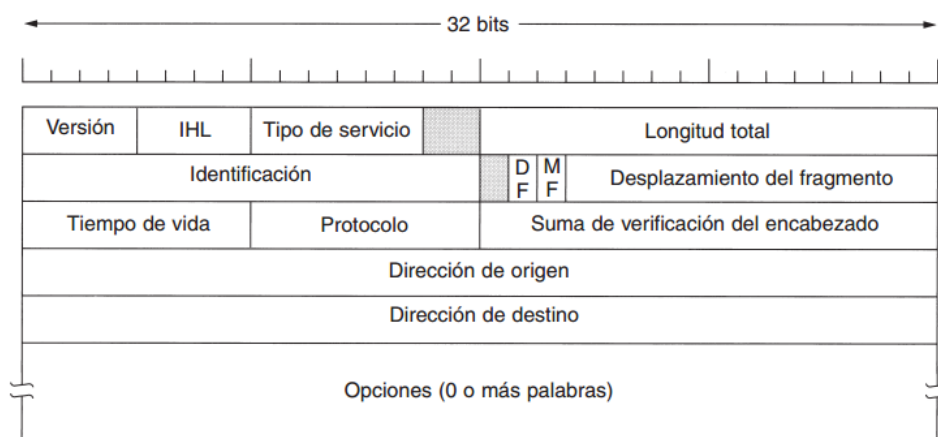 32 bits
Versión IHL Tipo de servicio Longitud total
Identificación D F M F Desplazamiento del fragmento
Tiempo de vida Protocolo Suma de verificación del encabezado
Dirección de origen
Dirección de destino
Opciones (0 o más palabras)